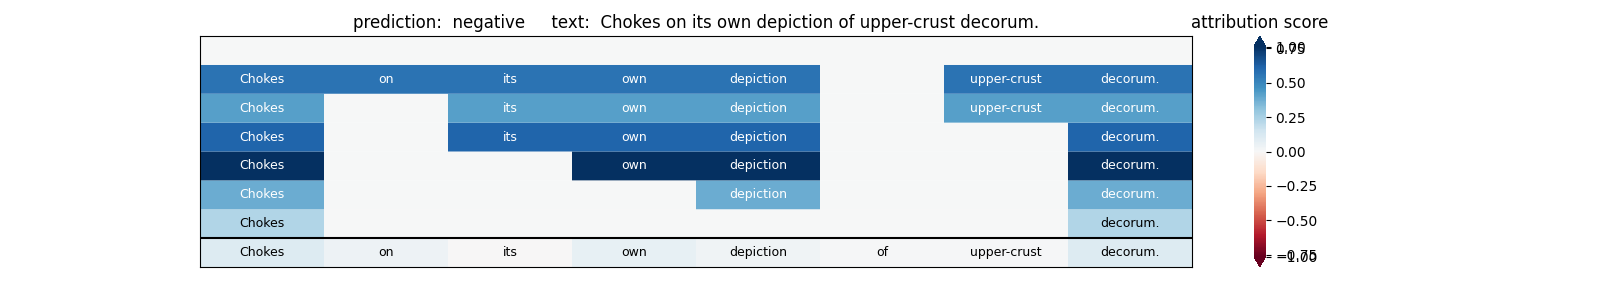 prediction:  negative     text:  Chokes on its own depiction of upper-crust decorum.
attribution score
Chokes on its own depiction upper-crust decorum.
Chokes its own depiction upper-crust decorum.
Chokes its own depiction decorum.
Chokes own depiction decorum.
Chokes depiction decorum.
Chokes decorum.
Chokes on its own depiction of upper-crust decorum.
1.00
0.75
0.50
0.25
0.00
−0.25
−0.50
−0.75
−1.00